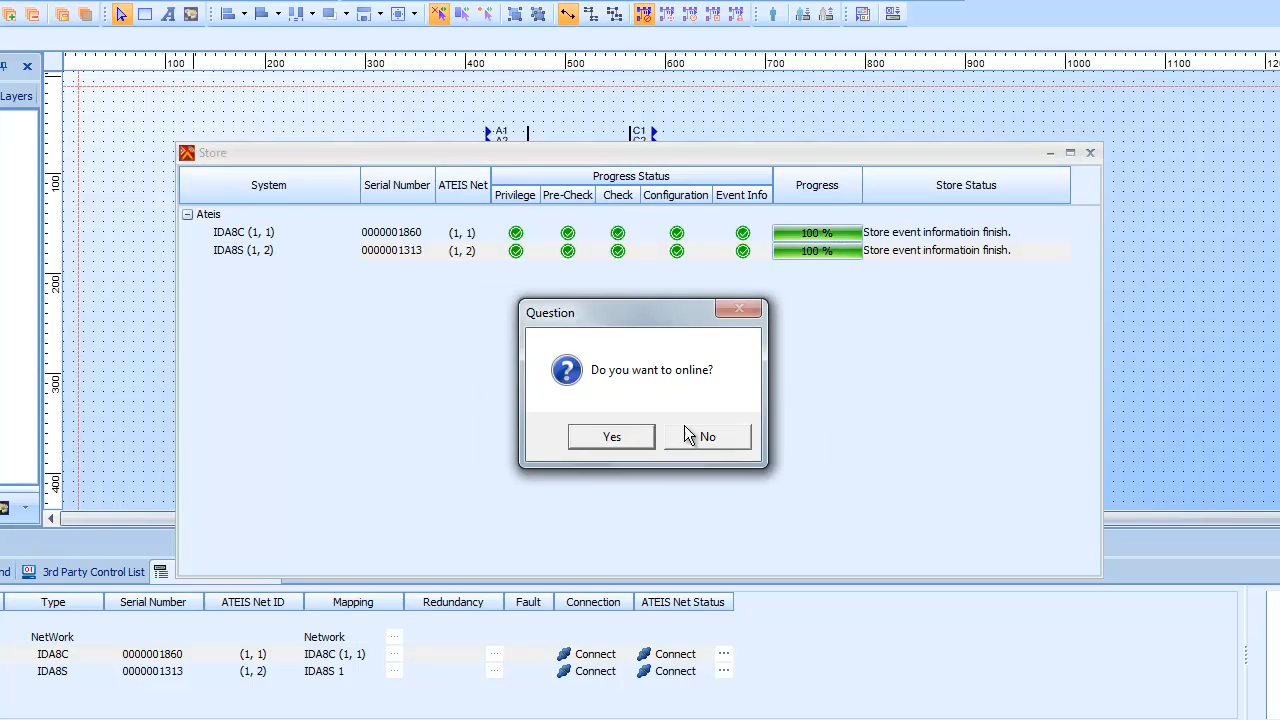 100 200 300 400 500 600 700 800 900 1000 1100
Layers
A1 C1
100
200
300
400
Store
System Serial Number ATEIS Net Progress Status Progress Store Status
Privilege Pre-Check Check Configuration Event Info
Ateis
IDA8C (1, 1) 0000001860 (1, 1) 100 % Store event informatioin finish.
IDA8S (1, 2) 0000001313 (1, 2) 100 % Store event informatioin finish.
Question
Do you want to online?
Yes No
nd 3rd Party Control List
Type Serial Number ATEIS Net ID Mapping Redundancy Fault Connection ATEIS Net Status
NetWork Network ...
IDA8C 0000001860 (1, 1) IDA8C (1, 1) ... ... Connect Connect ...
IDA8S 0000001313 (1, 2) IDA8S 1 ... ... Connect Connect ...